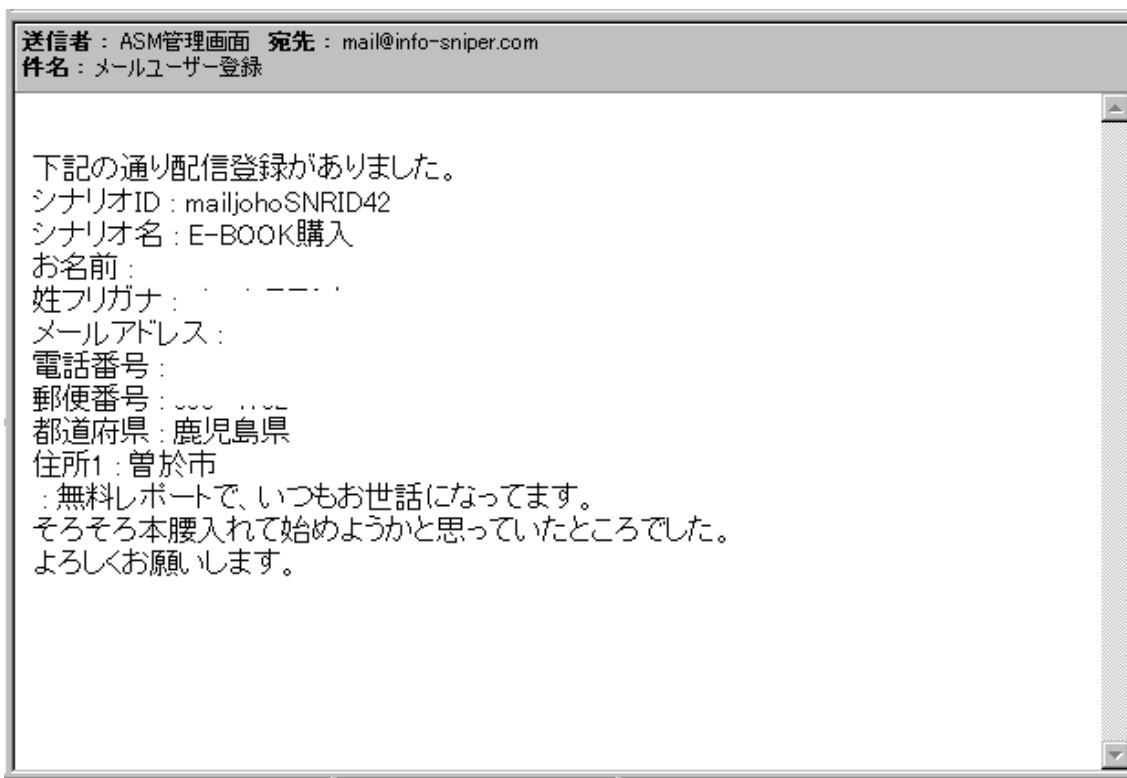 送信者： ASM管理画面 宛先： mail@info-sniper.com
件名：メールユーザー登録
下記の通り配信登録がありました。
シナリオID：mailjohoSNRID42
シナリオ名：E-BOOK購入
お名前：
姓フリガナ：
メールアドレス：
電話番号：
郵便番号：
都道府県：鹿児島県
住所1：曽於市
：無料レポートで、いつもお世話になってます。
そろそろ本腰入れて始めようかと思っていたところでした。
よろしくお願いします。